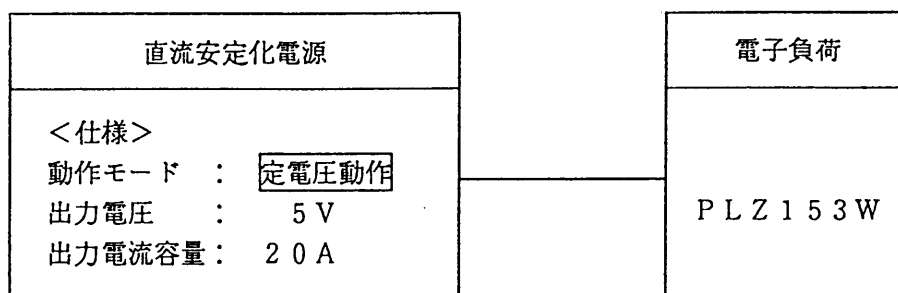 直流安定化電源
電子負荷
＜仕様＞
動作モード ： 定電圧動作
出力電圧 ： ５Ｖ
出力電流容量： ２０Ａ
ＰＬＺ１５３Ｗ